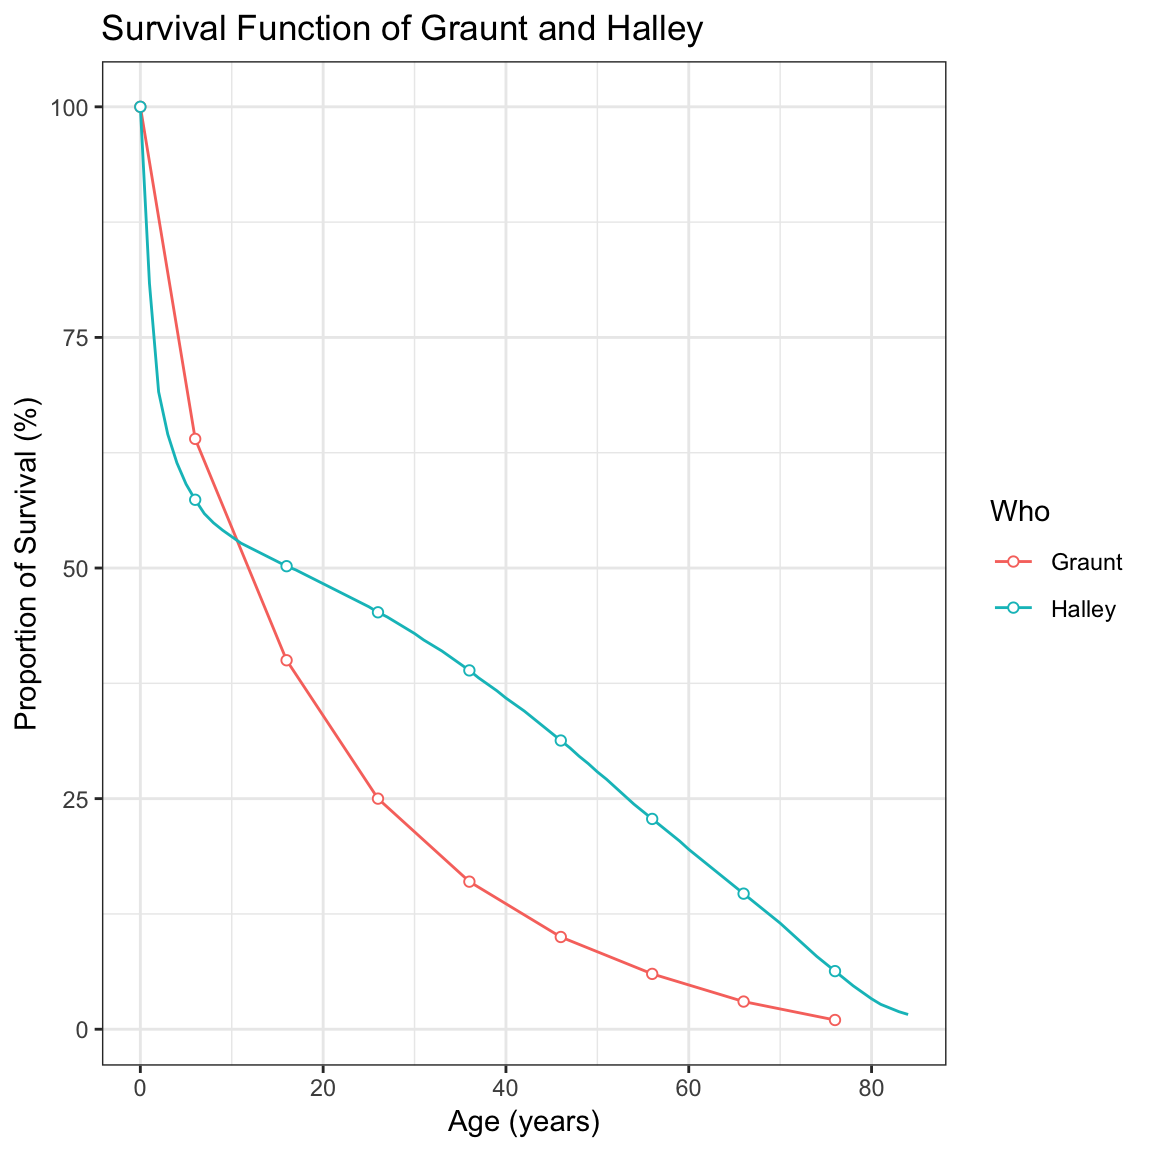 Survival Function of Graunt and Halley
100
75
50
25
0
Proportion of Survival (%)
0 20 40 60 80
Age (years)
Who
Graunt
Halley